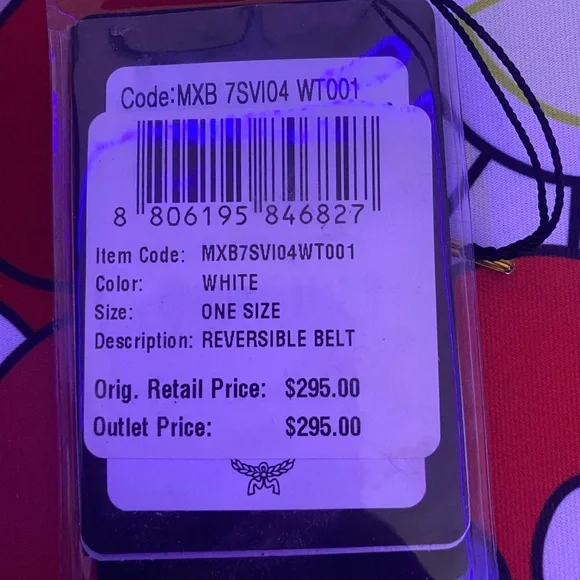 Code:MXB 7SVI04 WT001
8 806195 846827
Item Code: MXB7SVI04WT001
Color: WHITE
Size: ONE SIZE
Description: REVERSIBLE BELT
Orig. Retail Price: $295.00
Outlet Price: $295.00